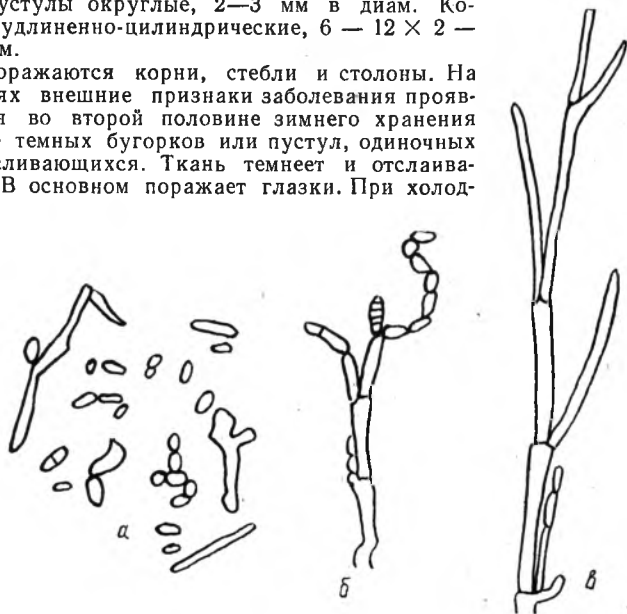 устулы округлые, 2—3 мм в диам. Ко-
удлиненно-цилиндрические, 6 — 12 × 2 —
м.
оражаются корни, стебли и столоны. На
ях внешние признаки заболевания прояв-
я во второй половине зимнего хранения
темных бугорков или пустул, одиночных
сливающихся. Ткань темнеет и отслаива-
В основном поражает глазки. При холод-
а
б
в